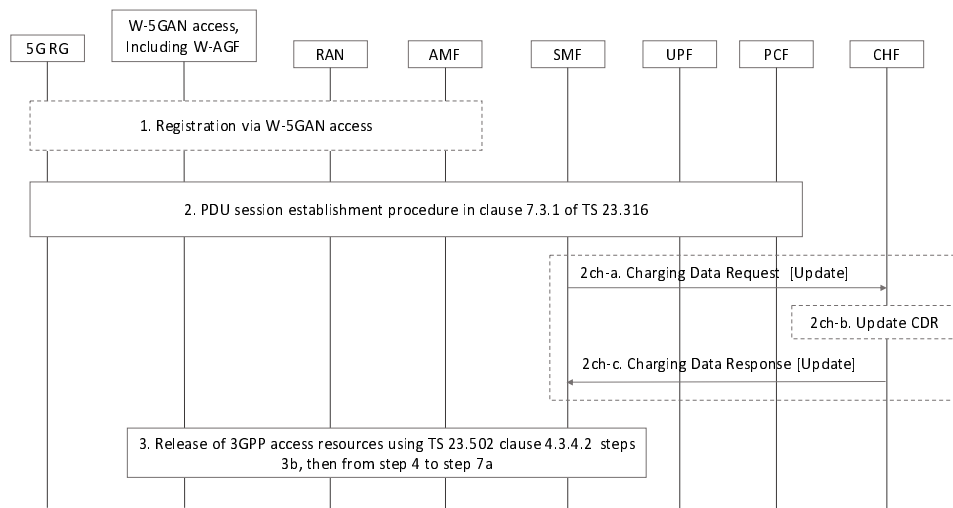 W-5GAN access,
Including W-AGF
5G RG
RAN
AMF
SMF
UPF
PCF
CHF
1. Registration via W-5GAN access
2. PDU session establishment procedure in clause 7.3.1 of TS 23.316
2ch-a. Charging Data Request [Update]
2ch-b. Update CDR
2ch-c. Charging Data Response [Update]
3. Release of 3GPP access resources using TS 23.502 clause 4.3.4.2 steps
3b, then from step 4 to step 7a